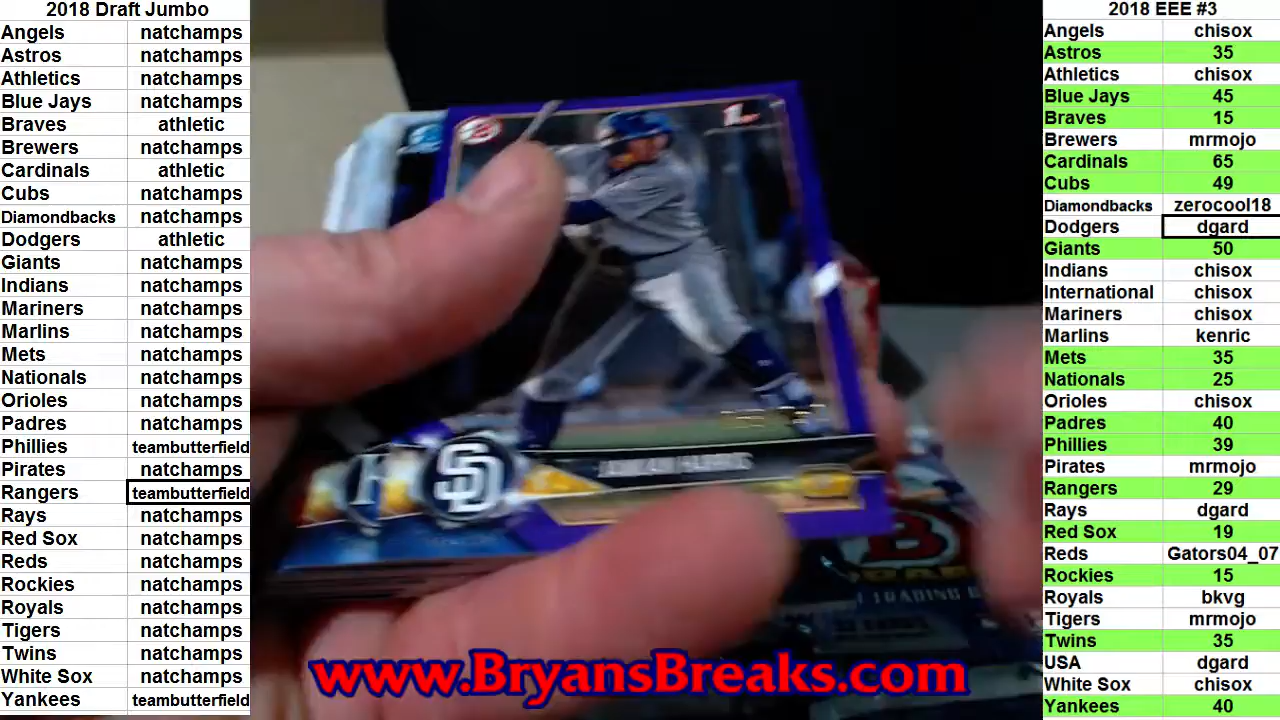 2018 Draft Jumbo
Angels natchamps
Astros natchamps
Athletics natchamps
Blue Jays natchamps
Braves athletic
Brewers natchamps
Cardinals athletic
Cubs natchamps
Diamondbacks natchamps
Dodgers athletic
Giants natchamps
Indians natchamps
Mariners natchamps
Marlins natchamps
Mets natchamps
Nationals natchamps
Orioles natchamps
Padres natchamps
Phillies teambutterfield
Pirates natchamps
Rangers teambutterfield
Rays natchamps
Red Sox natchamps
Reds natchamps
Rockies natchamps
Royals natchamps
Tigers natchamps
Twins natchamps
White Sox natchamps
Yankees teambutterfield
1st
SD
B
www.BryansBreaks.com
2018 EEE #3
Angels chisox
Astros 35
Athletics chisox
Blue Jays 45
Braves 15
Brewers mrmojo
Cardinals 65
Cubs 49
Diamondbacks zerocool18
Dodgers dgard
Giants 50
Indians chisox
International chisox
Mariners chisox
Marlins kenric
Mets 35
Nationals 25
Orioles chisox
Padres 40
Phillies 39
Pirates mrmojo
Rangers 29
Rays dgard
Red Sox 19
Reds Gators04_07
Rockies 15
Royals bkvg
Tigers mrmojo
Twins 35
USA dgard
White Sox chisox
Yankees 40